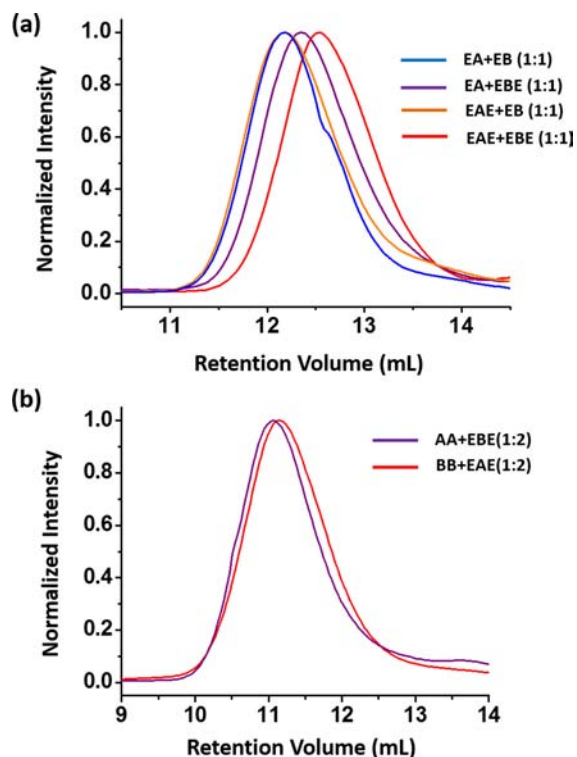 (a)
1.0
0.8
0.6
0.4
0.2
0.0
Normalized Intensity
EA+EB (1:1)
EA+EBE (1:1)
EAE+EB (1:1)
EAE+EBE (1:1]
11
12
13
14
Retention Volume (mL)
(b)
1.0
0.8
0.6
0.4
0.2
0.0
Normalized Intensity
AA+EBE(1:2)
BB+EAE(1:2)
9
10
11
12
13
14
Retention Volume (mL)